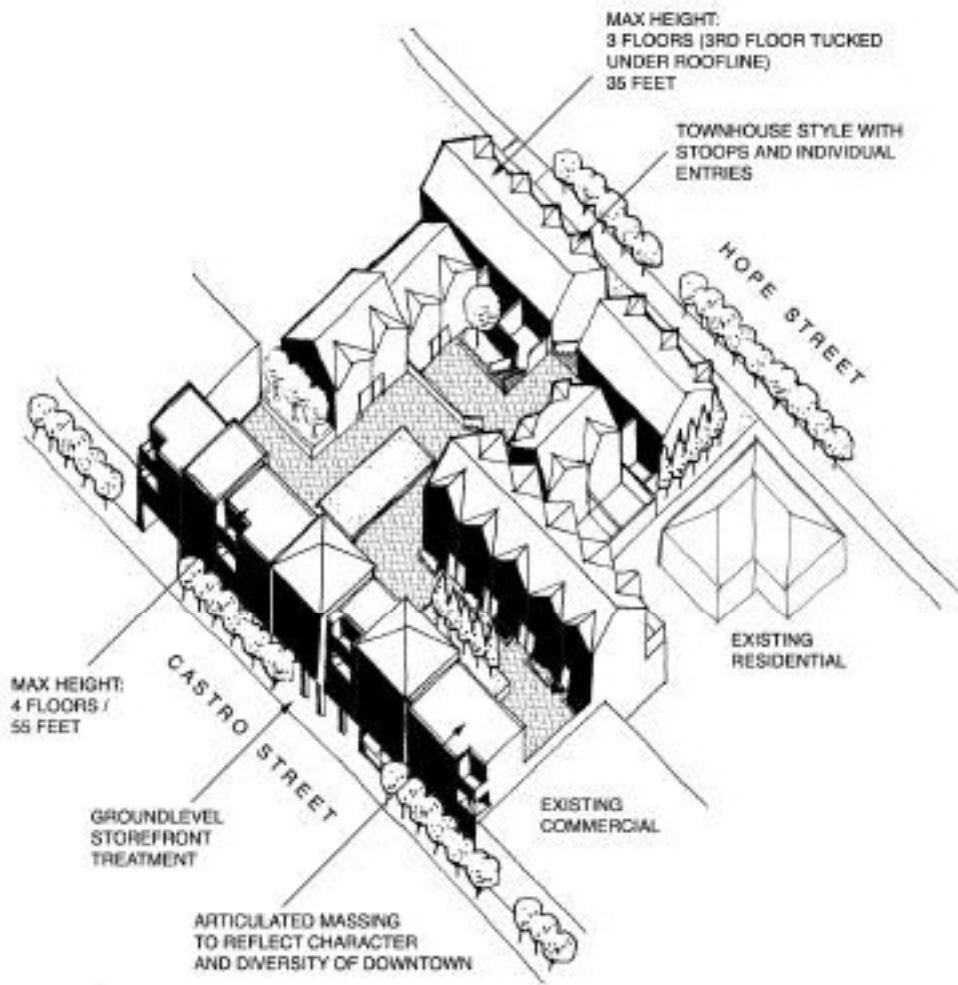 MAX HEIGHT:
3 FLOORS (3RD FLOOR TUCKED
UNDER ROOFLINE)
35 FEET
TOWNHOUSE STYLE WITH
STOOPS AND INDIVIDUAL
ENTRIES
HOPE STREET
EXISTING
RESIDENTIAL
MAX HEIGHT:
4 FLOORS /
55 FEET
CASTRO STREET
GROUNDLEVEL
STOREFRONT
TREATMENT
EXISTING
COMMERCIAL
ARTICULATED MASSING
TO REFLECT CHARACTER
AND DIVERSITY OF DOWNTOWN